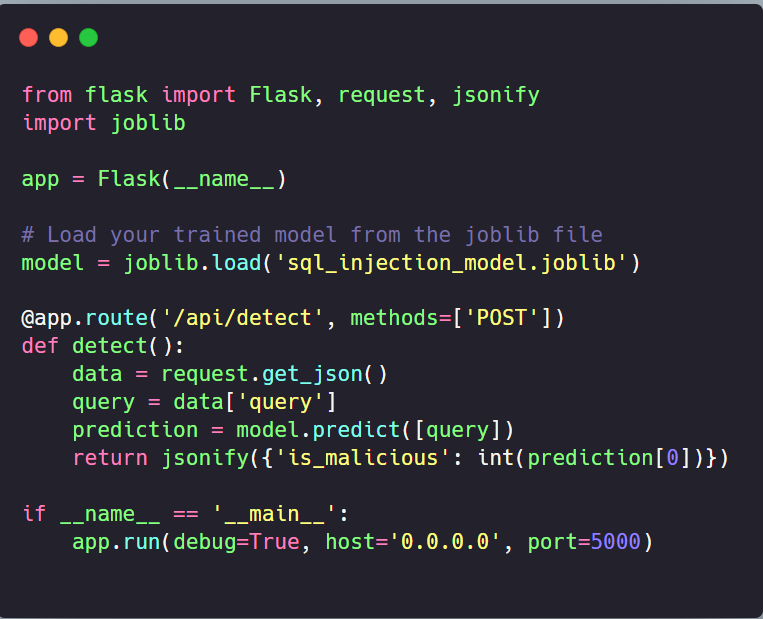 from flask import Flask, request, jsonify
import joblib

app = Flask(__name__)

# Load your trained model from the joblib file
model = joblib.load('sql_injection_model.joblib')

@app.route('/api/detect', methods=['POST'])
def detect():
    data = request.get_json()
    query = data['query']
    prediction = model.predict([query])
    return jsonify({'is_malicious': int(prediction[0])})

if __name__ == '__main__':
    app.run(debug=True, host='0.0.0.0', port=5000)